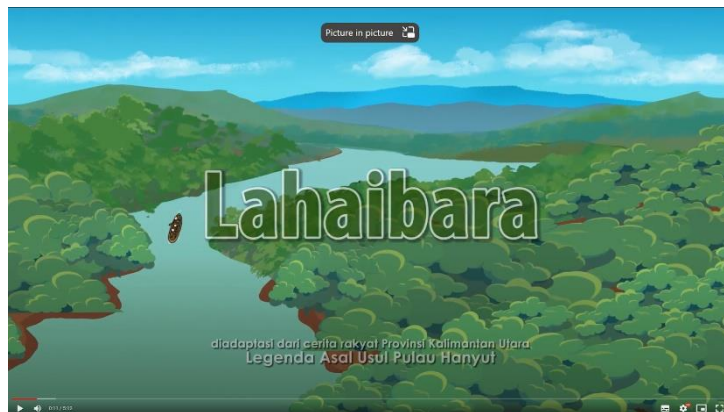 Picture in picture
Lahaibara
diadaptasi dari cerita rakyat Provinsi Kalimantan Utara
Legenda Asal Usul Pulau Hanyut